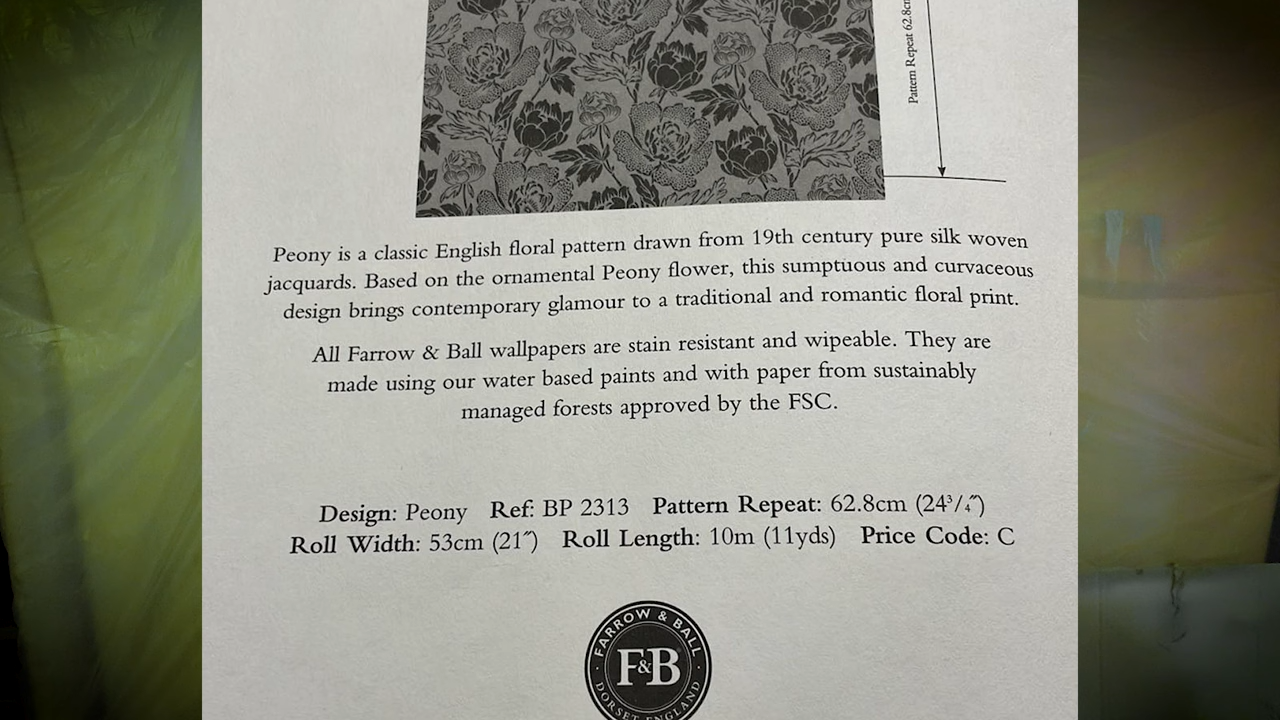 Pattern Repeat 62.8cm
Peony is a classic English floral pattern drawn from 19th century pure silk woven
jacquards. Based on the ornamental Peony flower, this sumptuous and curvaceous
design brings contemporary glamour to a traditional and romantic floral print.
All Farrow & Ball wallpapers are stain resistant and wipeable. They are
made using our water based paints and with paper from sustainably
managed forests approved by the FSC.
Design: Peony Ref: BP 2313 Pattern Repeat: 62.8cm (24³/₄˝)
Roll Width: 53cm (21˝) Roll Length: 10m (11yds) Price Code: C
FARROW & BALL
F&B
DORSET ENGLAND